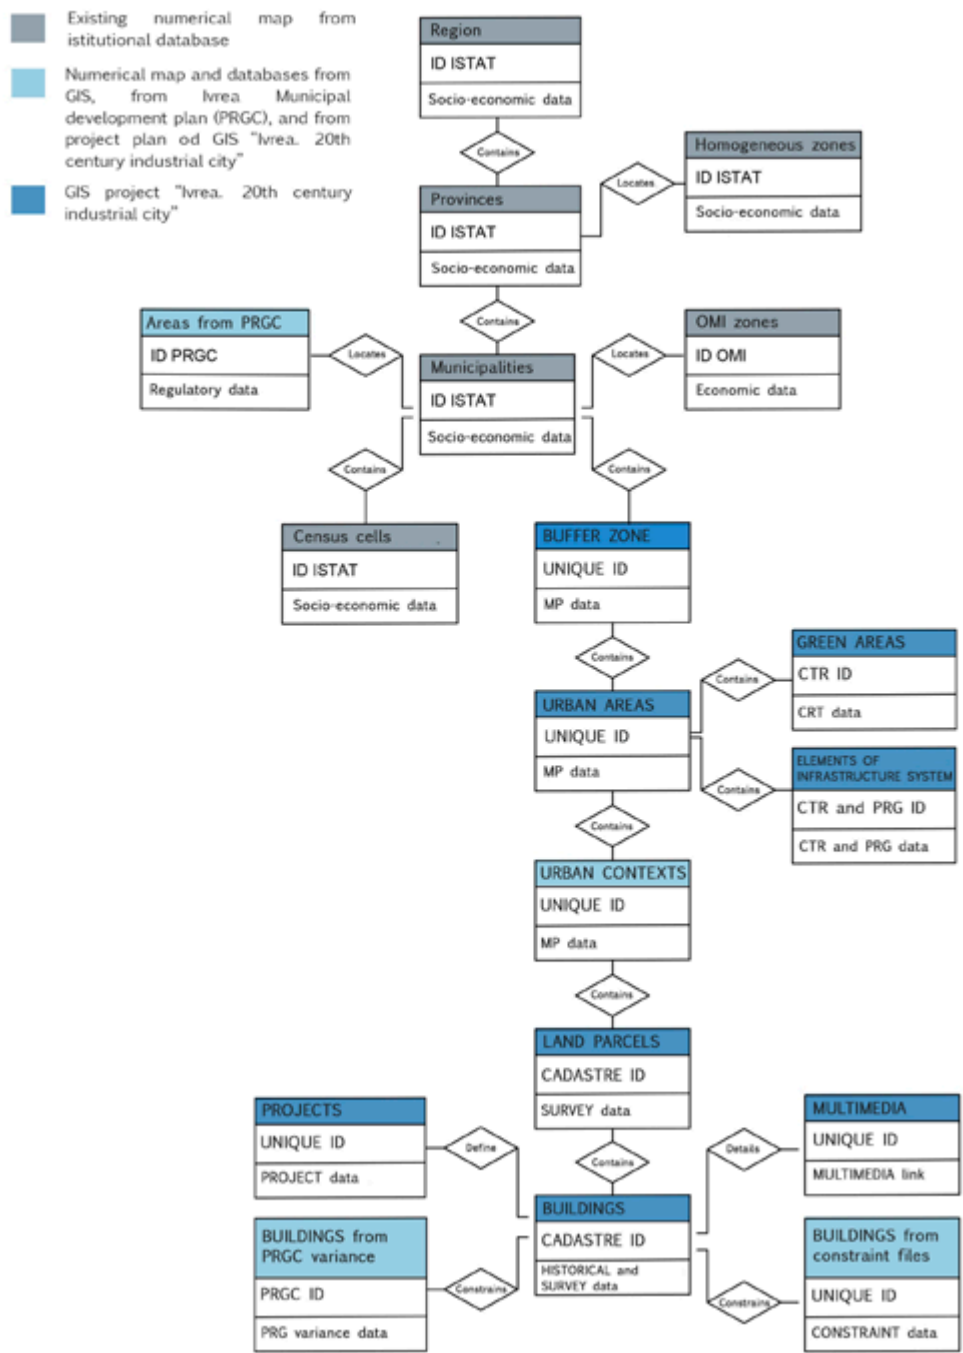 Existing numerical map from
istitutional database
Numerical map and databases from
GIS, from Ivrea Municipal
development plan (PRGC), and from
project plan od GIS "Ivrea. 20th
century industrial city"
GIS project "Ivrea. 20th century
industrial city"
Region
ID ISTAT
Socio-economic data
Contains
Homogeneous zones
ID ISTAT
Socio-economic data
Locates
Provinces
ID ISTAT
Socio-economic data
Contains
Areas from PRGC
ID PRGC
Regulatory data
Locates
Municipalities
ID ISTAT
Socio-economic data
Locates
OMI zones
ID OMI
Economic data
Contains
Contains
Census cells
ID ISTAT
Socio-economic data
BUFFER ZONE
UNIQUE ID
MP data
Contains
URBAN AREAS
UNIQUE ID
MP data
Contains
GREEN AREAS
CTR ID
CRT data
Contains
ELEMENTS OF
INFRASTRUCTURE SYSTEM
CTR and PRG ID
CTR and PRG data
Contains
URBAN CONTEXTS
UNIQUE ID
MP data
Contains
LAND PARCELS
CADASTRE ID
SURVEY data
Contains
PROJECTS
UNIQUE ID
PROJECT data
Define
MULTIMEDIA
UNIQUE ID
MULTIMEDIA link
Details
BUILDINGS
CADASTRE ID
HISTORICAL and
SURVEY data
BUILDINGS from
PRGC variance
PRGC ID
PRG variance data
Constrains
Constrains
BUILDINGS from
constraint files
UNIQUE ID
CONSTRAINT data